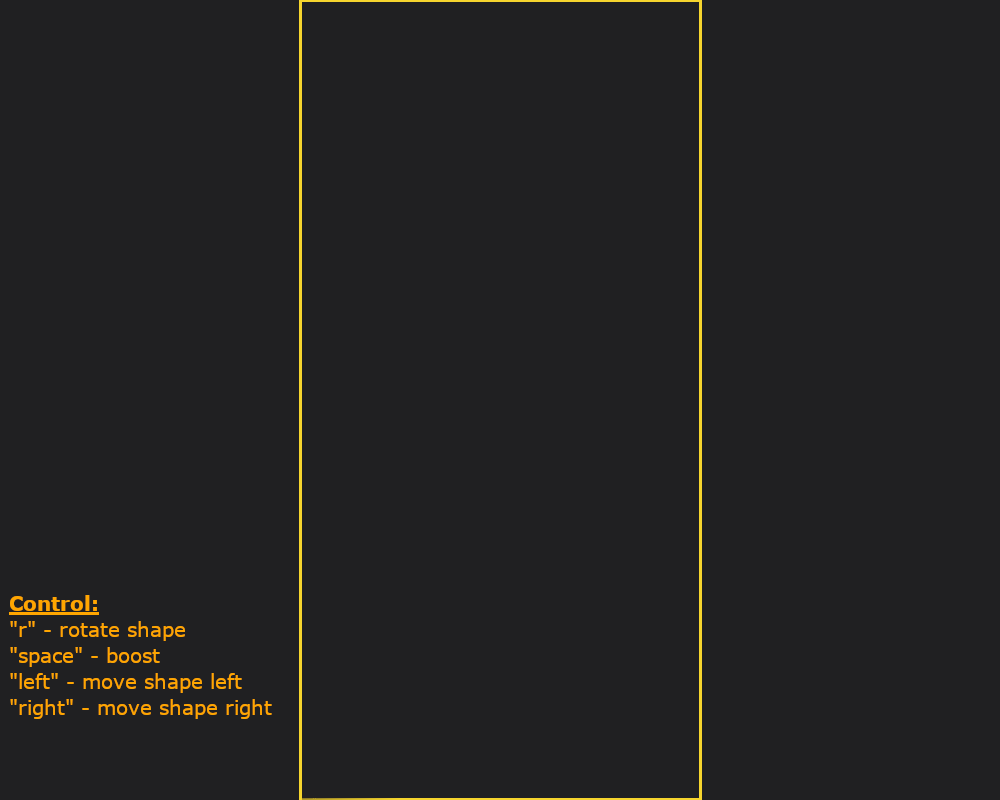 Control:
"r" - rotate shape
"space" - boost
"left" - move shape left
"right" - move shape right